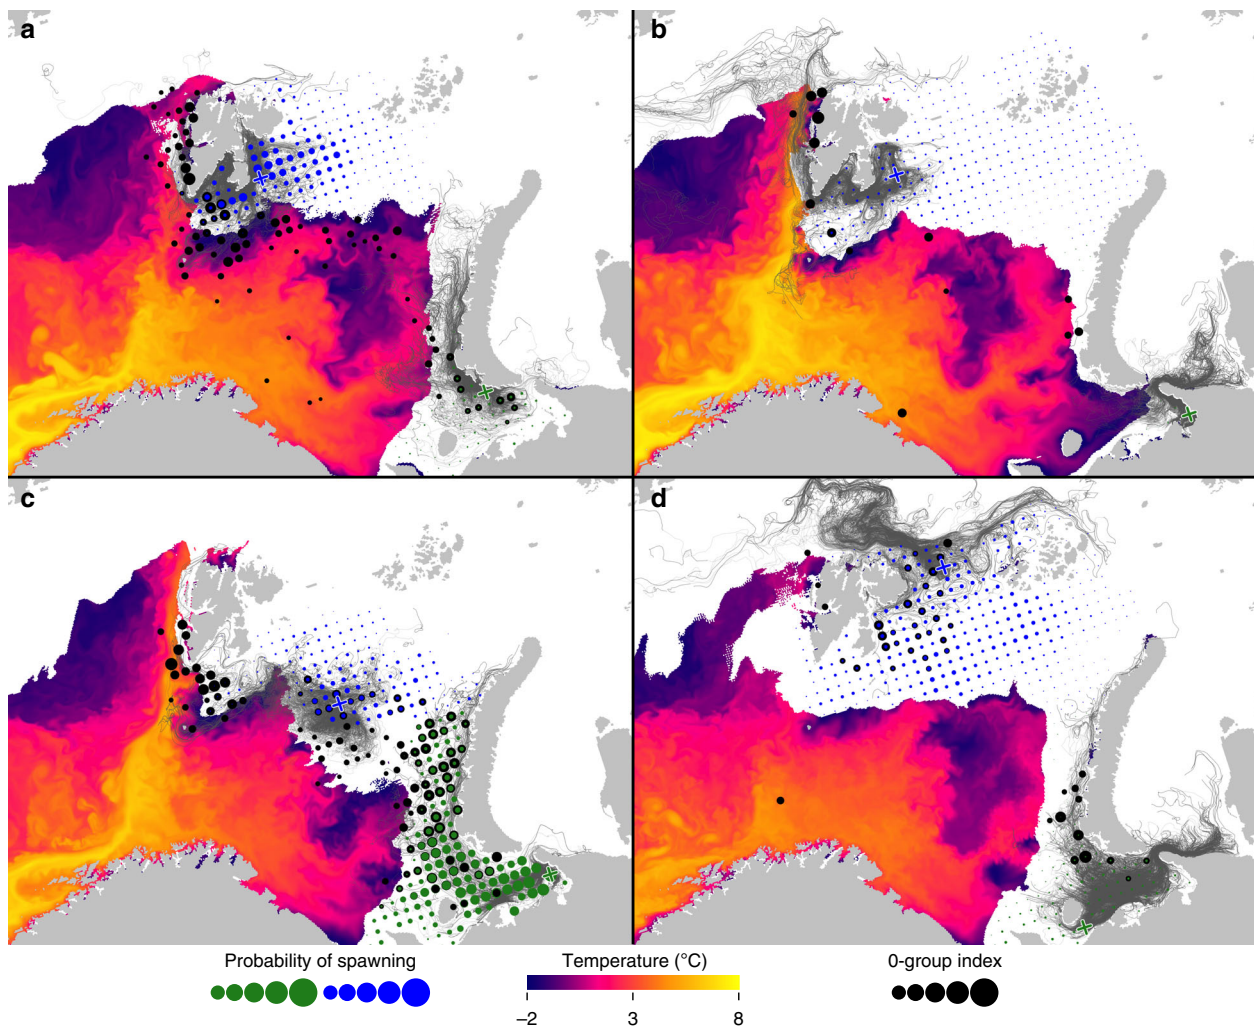 a
b
c
d
Probability of spawning
Temperature (°C)
0-group index
−2
3
8